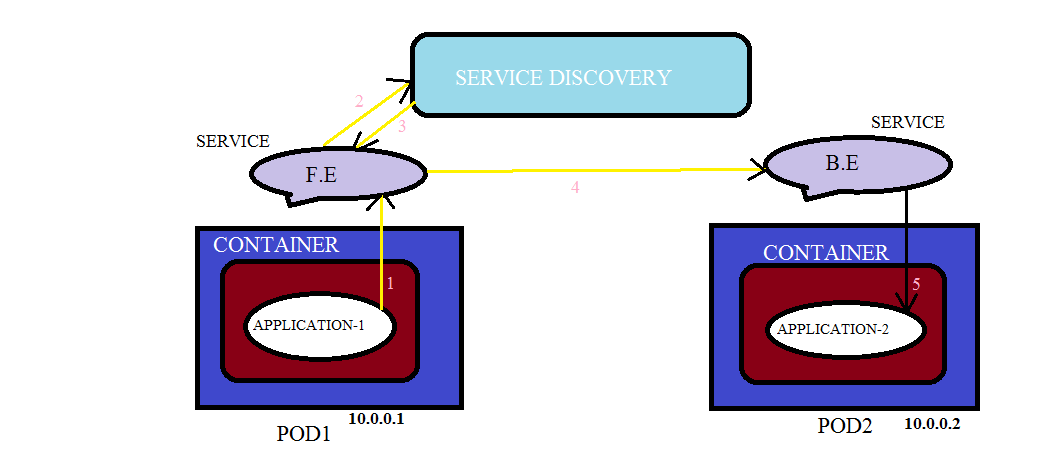 SERVICE DISCOVERY
2
3
SERVICE
F.E
SERVICE
B.E
4
CONTAINER
1
APPLICATION-1
10.0.0.1
POD1
CONTAINER
5
APPLICATION-2
POD2
10.0.0.2